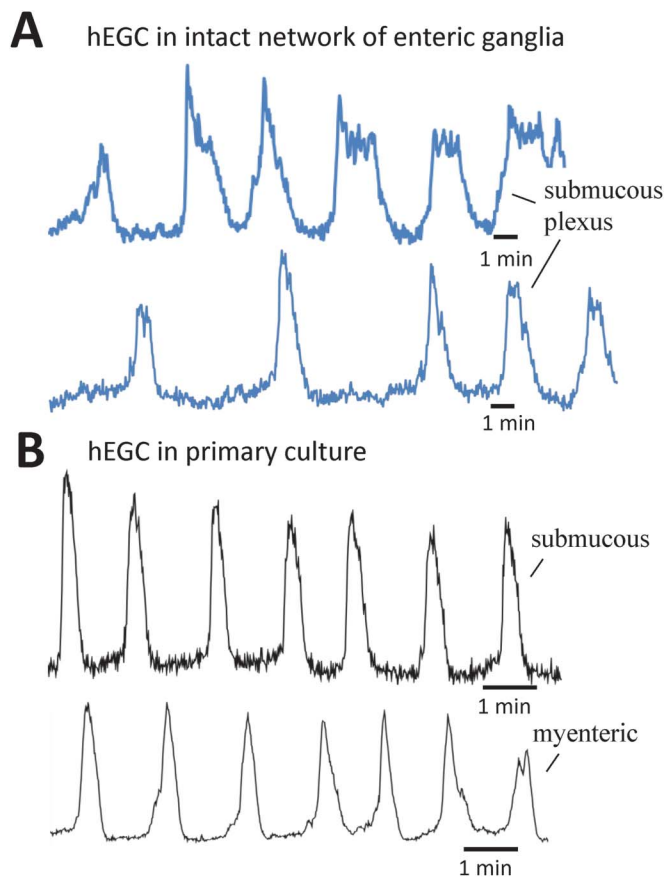 A
hEGC in intact network of enteric ganglia
submucous
plexus
1 min
1 min
B
hEGC in primary culture
submucous
1 min
myenteric
1 min